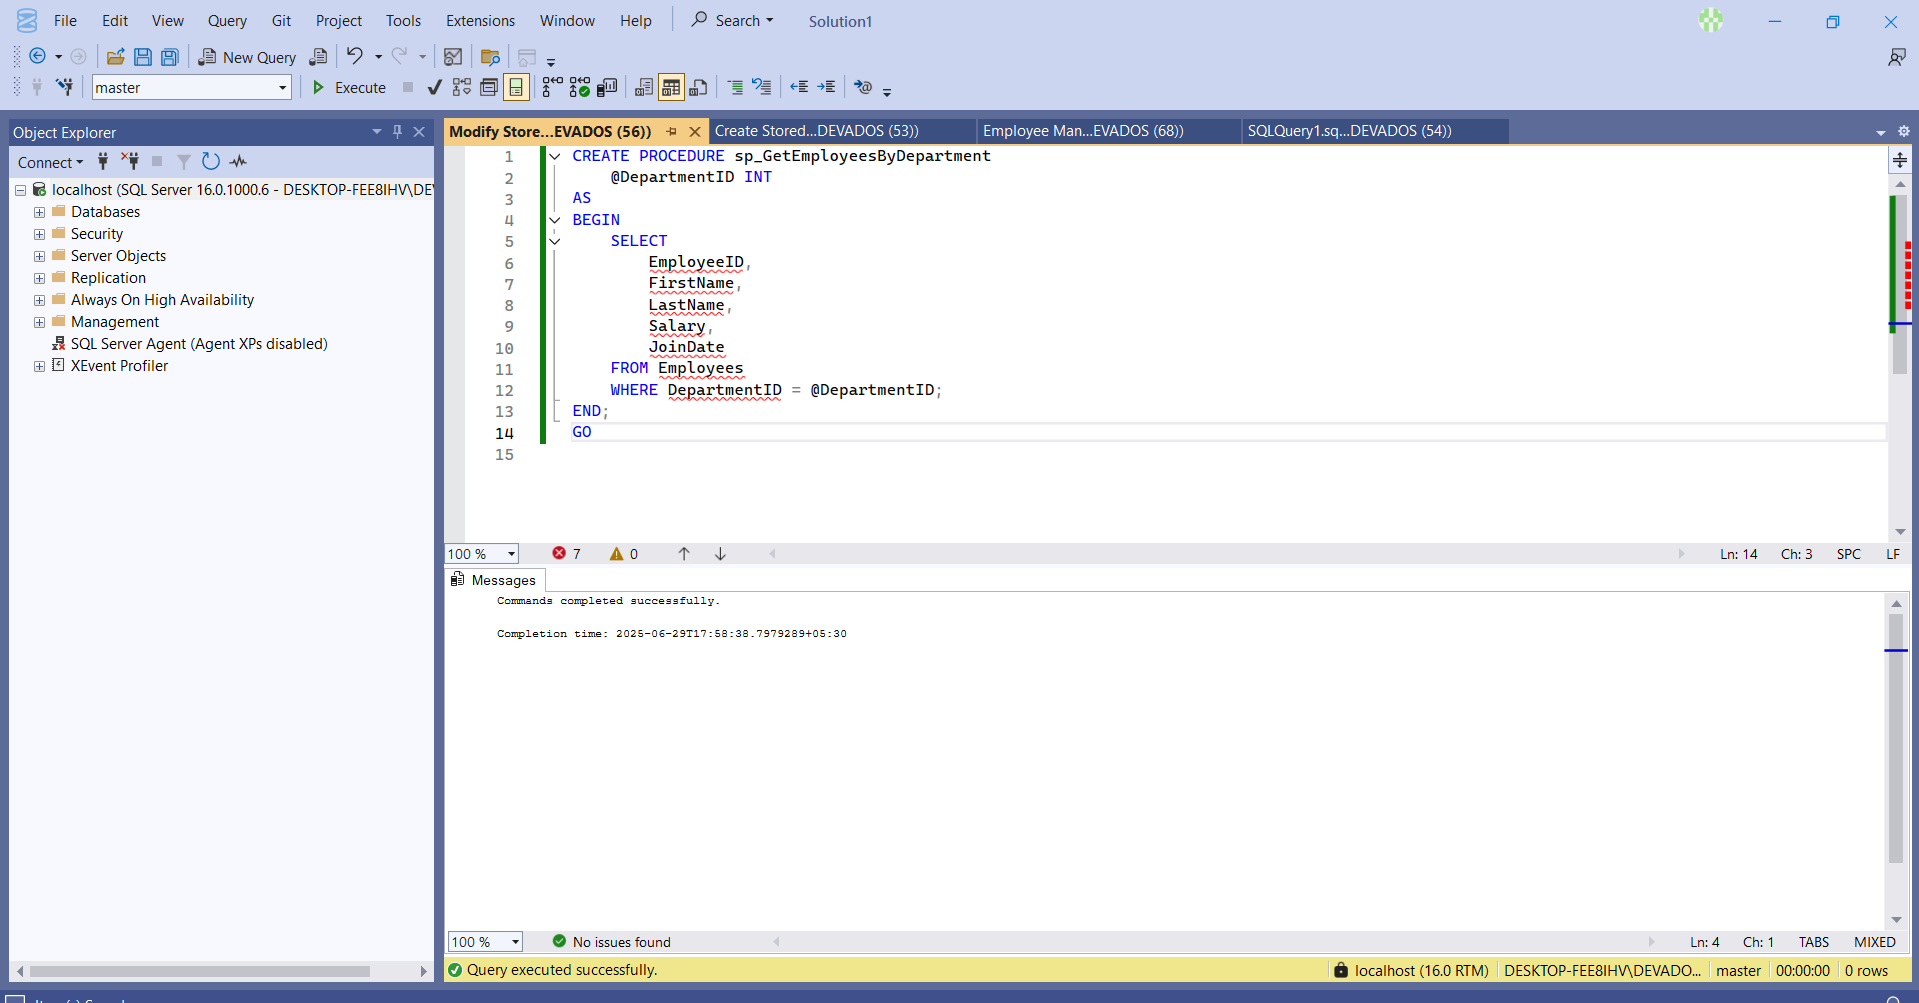 File Edit View Query Git Project Tools Extensions Window Help Search Solution1
New Query
master Execute
Object Explorer
Connect
localhost (SQL Server 16.0.1000.6 - DESKTOP-FEE8IHV\DEV
Databases
Security
Server Objects
Replication
Always On High Availability
Management
SQL Server Agent (Agent XPs disabled)
XEvent Profiler
Modify Store...EVADOS (56)) Create Stored...DEVADOS (53)) Employee Man...EVADOS (68)) SQLQuery1.sq...DEVADOS (54))
1 CREATE PROCEDURE sp_GetEmployeesByDepartment
2 @DepartmentID INT
3 AS
4 BEGIN
5 SELECT
6 EmployeeID,
7 FirstName,
8 LastName,
9 Salary,
10 JoinDate
11 FROM Employees
12 WHERE DepartmentID = @DepartmentID;
13 END;
14 GO
15
100 % 7 0 Ln: 14 Ch: 3 SPC LF
Messages
Commands completed successfully.
Completion time: 2025-06-29T17:58:38.7979289+05:30
100 % No issues found Ln: 4 Ch: 1 TABS MIXED
Query executed successfully. localhost (16.0 RTM) DESKTOP-FEE8IHV\DEVADO... master 00:00:00 0 rows